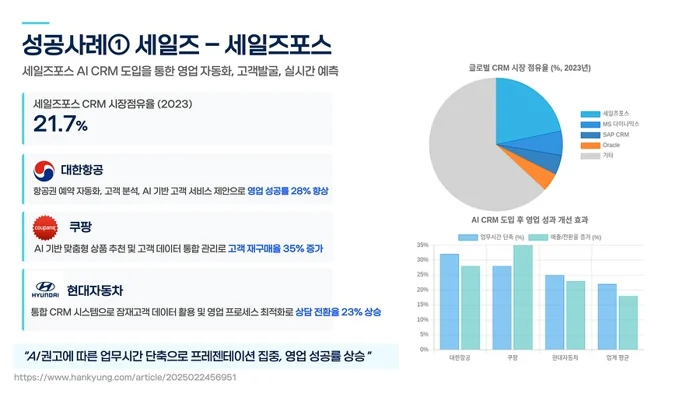 성공사례① 세일즈 – 세일즈포스
세일즈포스 AI CRM 도입을 통한 영업 자동화, 고객발굴, 실시간 예측
세일즈포스 CRM 시장점유율 (2023)
21.7%
대한항공
항공권 예약 자동화, 고객 분석, AI 기반 고객 서비스 제안으로 영업 성공률 28% 향상
coupang
쿠팡
AI 기반 맞춤형 상품 추천 및 고객 데이터 통합 관리로 고객 재구매율 35% 증가
HYUNDAI
현대자동차
통합 CRM 시스템으로 잠재고객 데이터 활용 및 영업 프로세스 최적화로 상담 전환율 23% 상승
“AI권고에 따른 업무시간 단축으로 프레젠테이션 집중, 영업 성공률 상승 ”
https://www.hankyung.com/article/2025022456951
글로벌 CRM 시장 점유율 (%, 2023년)
세일즈포스
MS 다이나믹스
SAP CRM
Oracle
기타
AI CRM 도입 후 영업 성과 개선 효과
업무시간 단축 (%)
매출/전환율 증가 (%)
35%
30%
25%
20%
15%
10%
5%
0%
대한항공
쿠팡
현대자동차
업계 평균